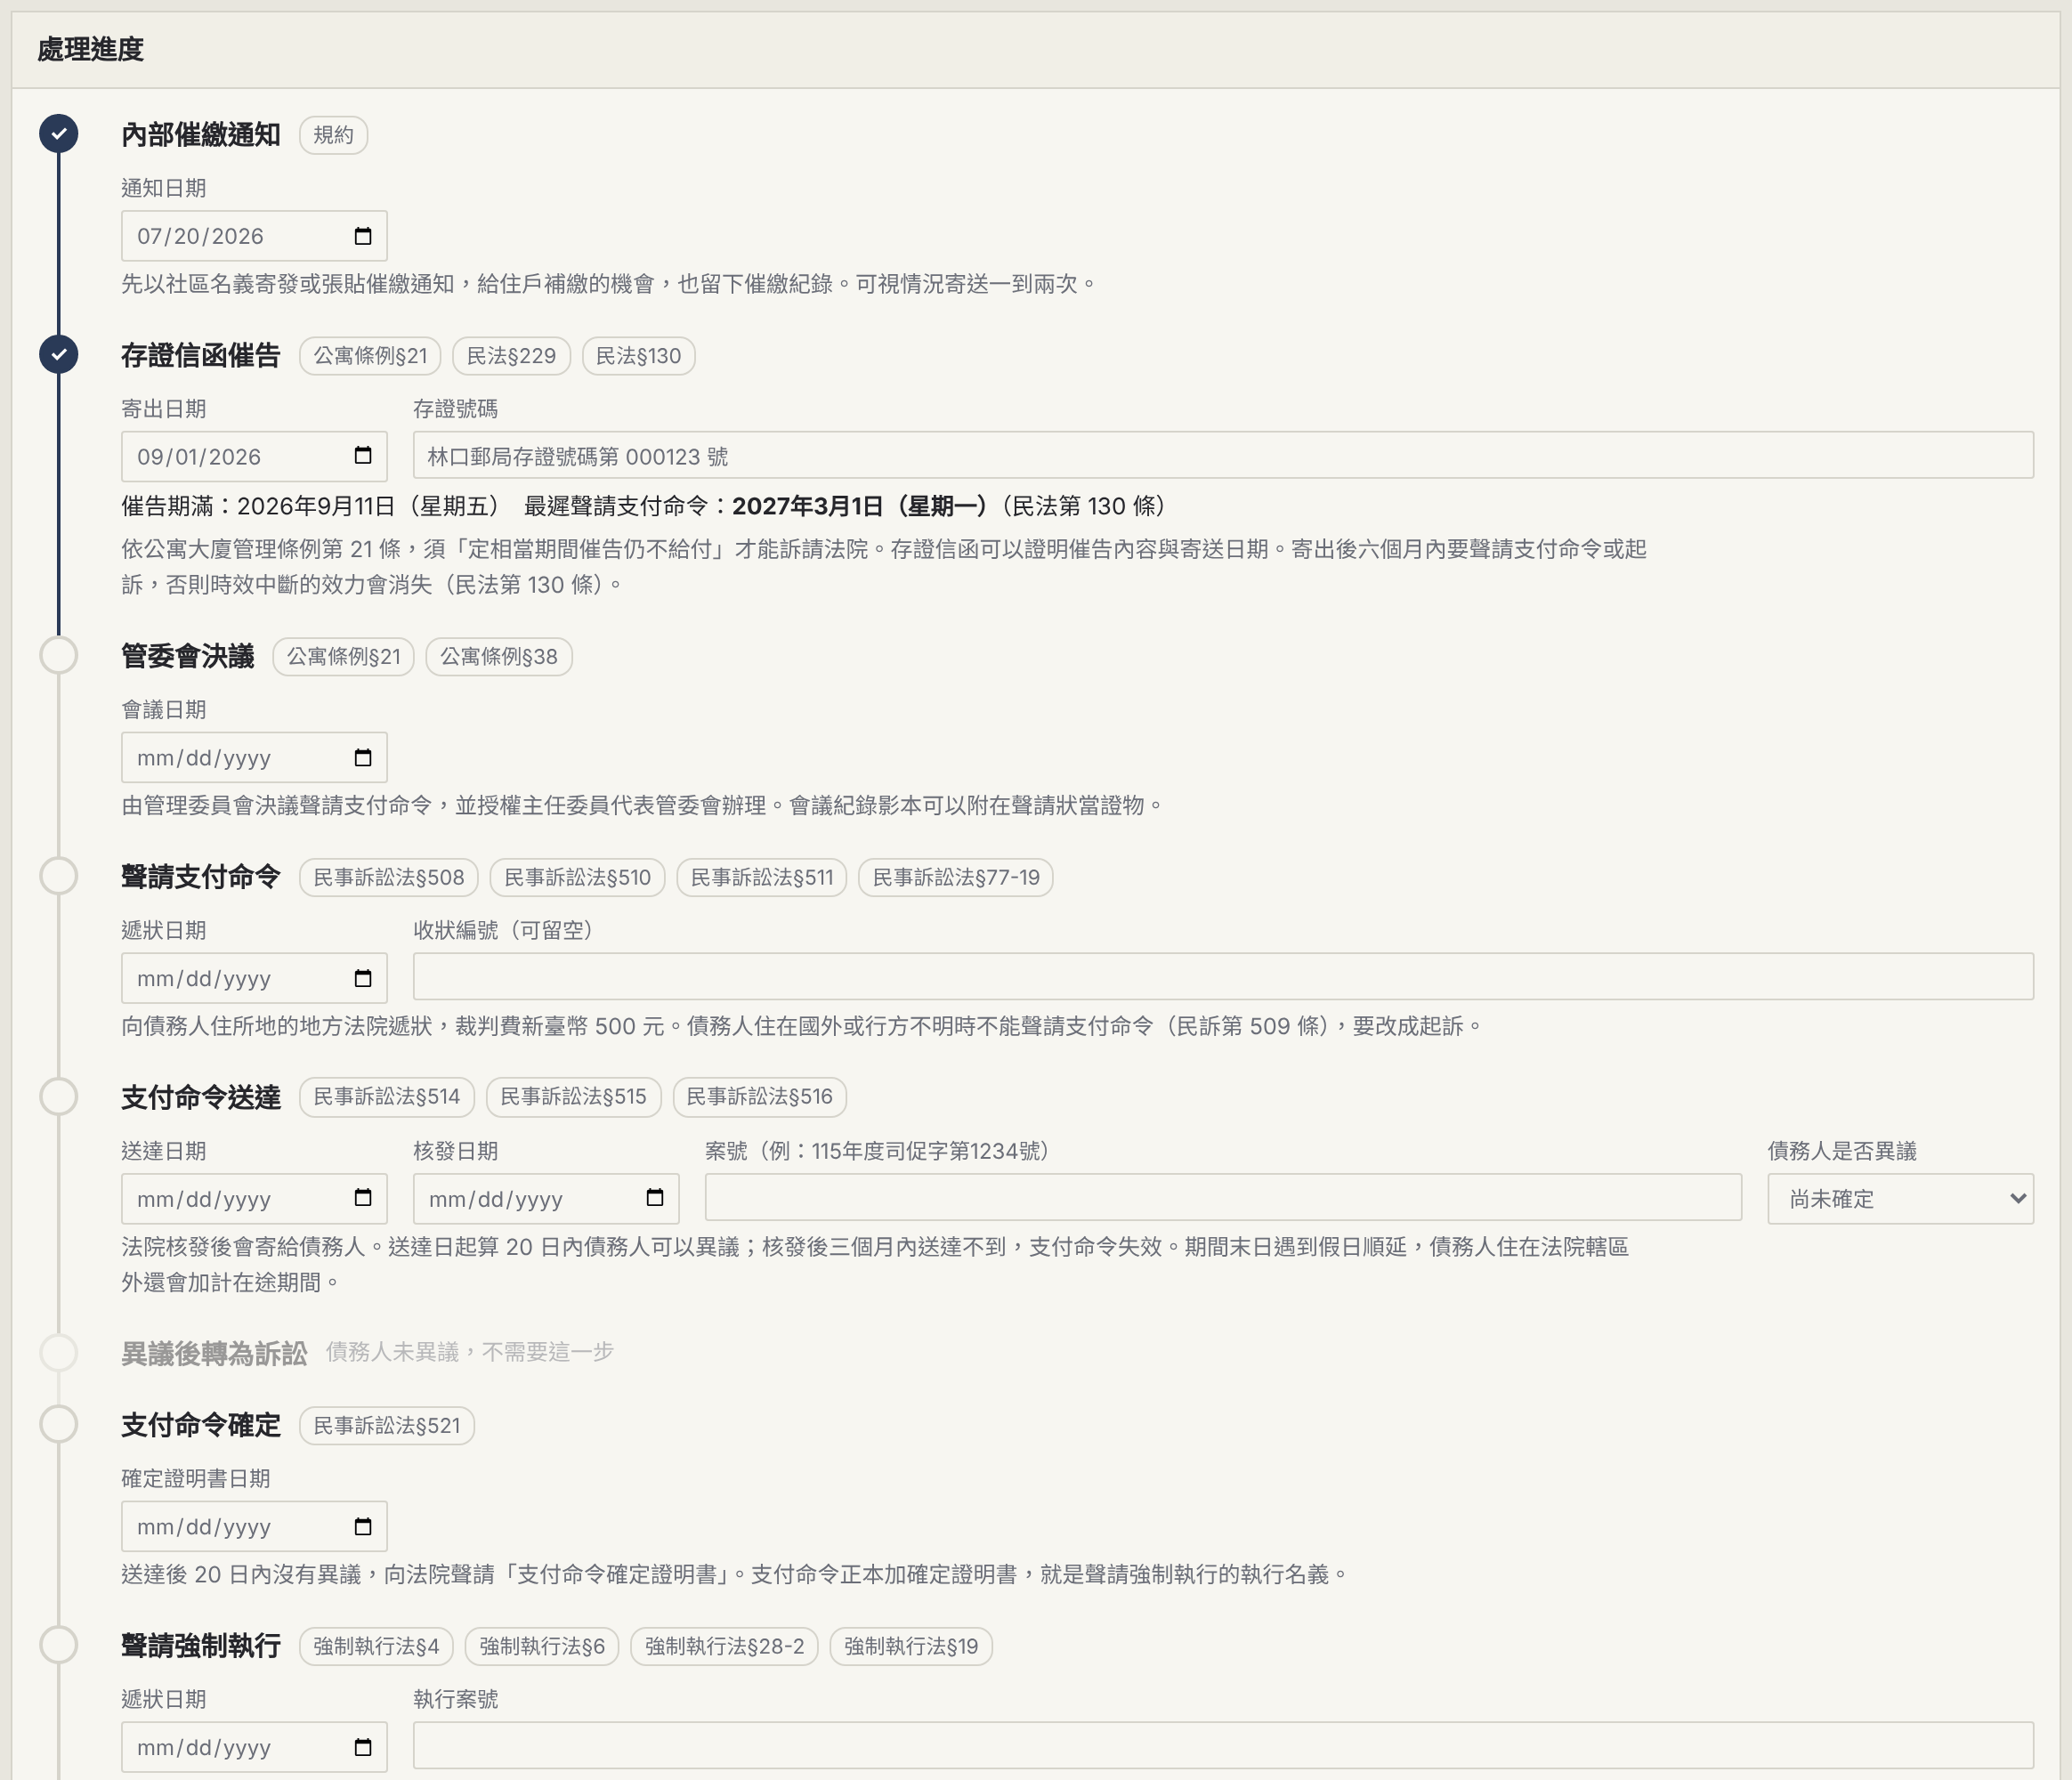 處理進度
內部催繳通知 規約
通知日期
07/20/2026
先以社區名義寄發或張貼催繳通知，給住戶補繳的機會，也留下催繳紀錄。可視情況寄送一到兩次。
存證信函催告 公寓條例§21 民法§229 民法§130
寄出日期 存證號碼
09/01/2026 林口郵局存證號碼第 000123 號
催告期滿：2026年9月11日（星期五） 最遲聲請支付命令：2027年3月1日（星期一）（民法第 130 條）
依公寓大廈管理條例第 21 條，須「定相當期間催告仍不給付」才能訴請法院。存證信函可以證明催告內容與寄送日期。寄出後六個月內要聲請支付命令或起
訴，否則時效中斷的效力會消失（民法第 130 條）。
管委會決議 公寓條例§21 公寓條例§38
會議日期
mm/dd/yyyy
由管理委員會決議聲請支付命令，並授權主任委員代表管委會辦理。會議紀錄影本可以附在聲請狀當證物。
聲請支付命令 民事訴訟法§508 民事訴訟法§510 民事訴訟法§511 民事訴訟法§77-19
遞狀日期 收狀編號（可留空）
mm/dd/yyyy
向債務人住所地的地方法院遞狀，裁判費新臺幣 500 元。債務人住在國外或行方不明時不能聲請支付命令（民訴第 509 條），要改成起訴。
支付命令送達 民事訴訟法§514 民事訴訟法§515 民事訴訟法§516
送達日期 核發日期 案號（例：115年度司促字第1234號） 債務人是否異議
mm/dd/yyyy mm/dd/yyyy 尚未確定
法院核發後會寄給債務人。送達日起算 20 日內債務人可以異議；核發後三個月內送達不到，支付命令失效。期間末日遇到假日順延，債務人住在法院轄區
外還會加計在途期間。
異議後轉為訴訟 債務人未異議，不需要這一步
支付命令確定 民事訴訟法§521
確定證明書日期
mm/dd/yyyy
送達後 20 日內沒有異議，向法院聲請「支付命令確定證明書」。支付命令正本加確定證明書，就是聲請強制執行的執行名義。
聲請強制執行 強制執行法§4 強制執行法§6 強制執行法§28-2 強制執行法§19
遞狀日期 執行案號
mm/dd/yyyy